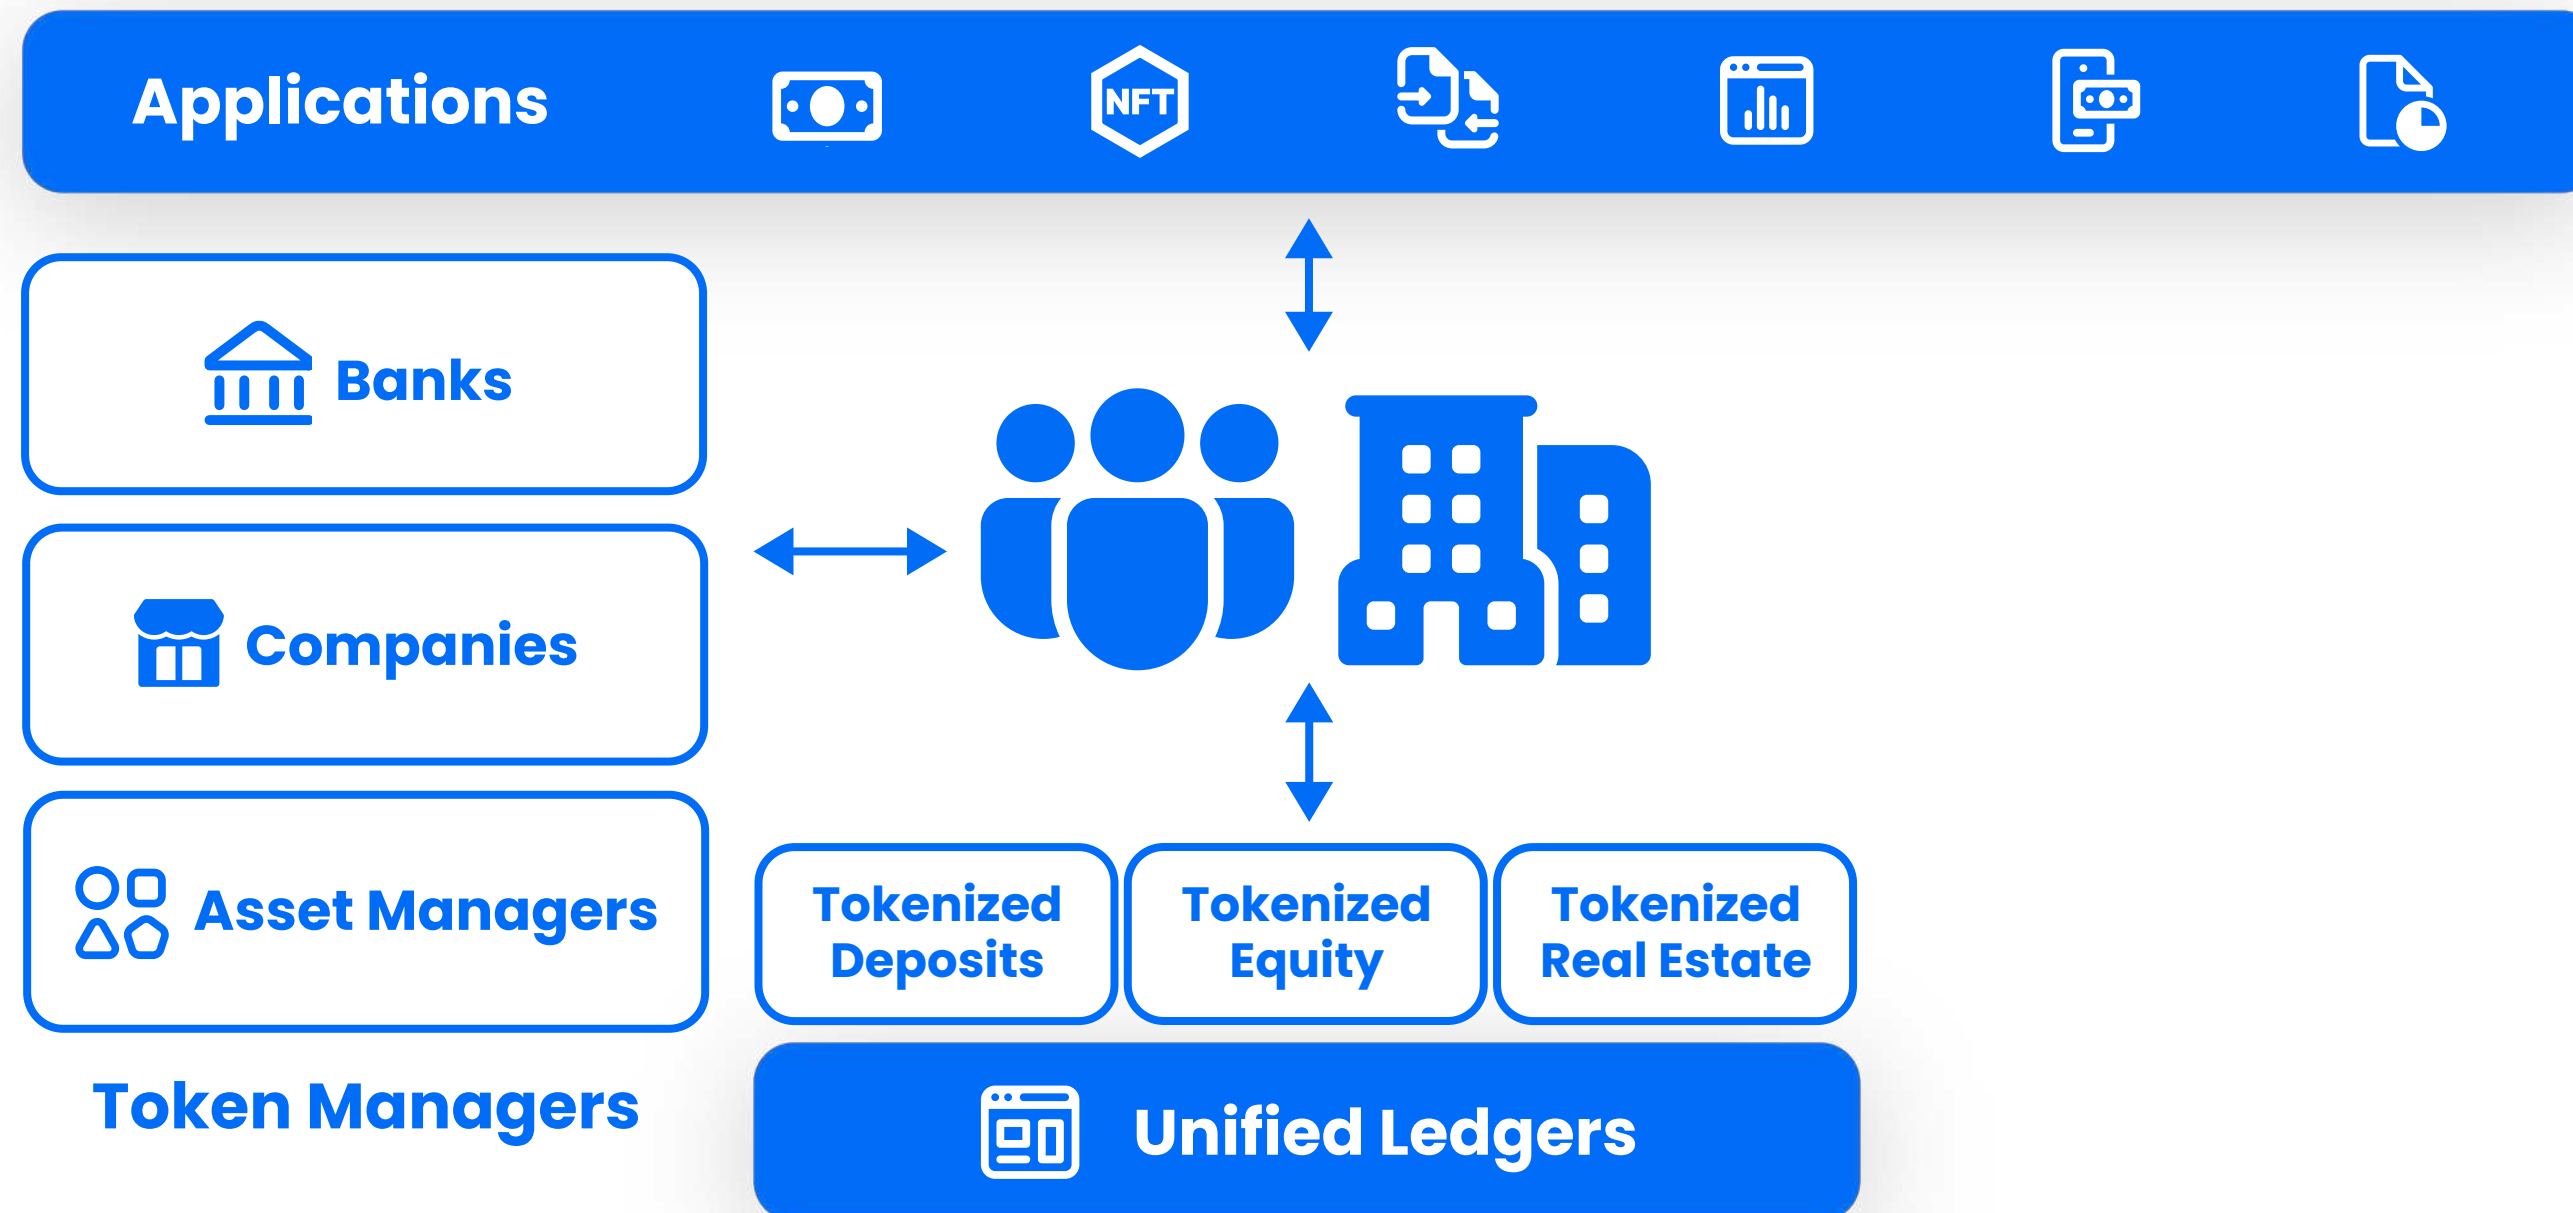 Applications
NFT
Banks
Companies
Asset Managers
Token Managers
Tokenized
Deposits
Tokenized
Equity
Tokenized
Real Estate
Unified Ledgers